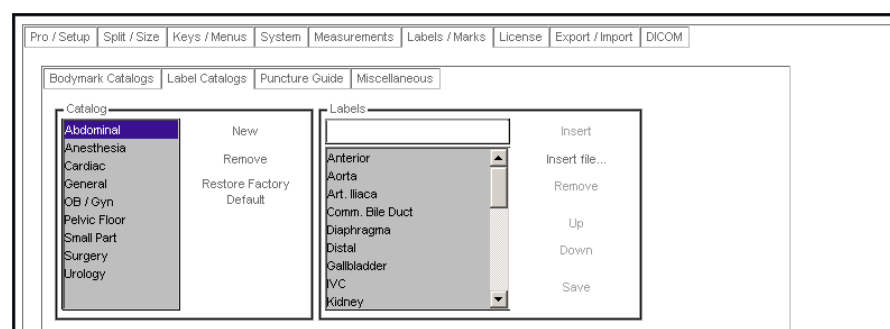 Pro / Setup Split / Size Keys / Menus System Measurements Labels / Marks License Export / Import DICOM
Bodymark Catalogs Label Catalogs Puncture Guide Miscellaneous
Catalog
Abdominal
Anesthesia
Cardiac
General
OB / Gyn
Pelvic Floor
Small Part
Surgery
Urology
New
Remove
Restore Factory
Default
Labels
Anterior
Aorta
Art. Iliaca
Comm. Bile Duct
Diaphragma
Distal
Gallbladder
IVC
Kidney
Insert
Insert file...
Remove
Up
Down
Save